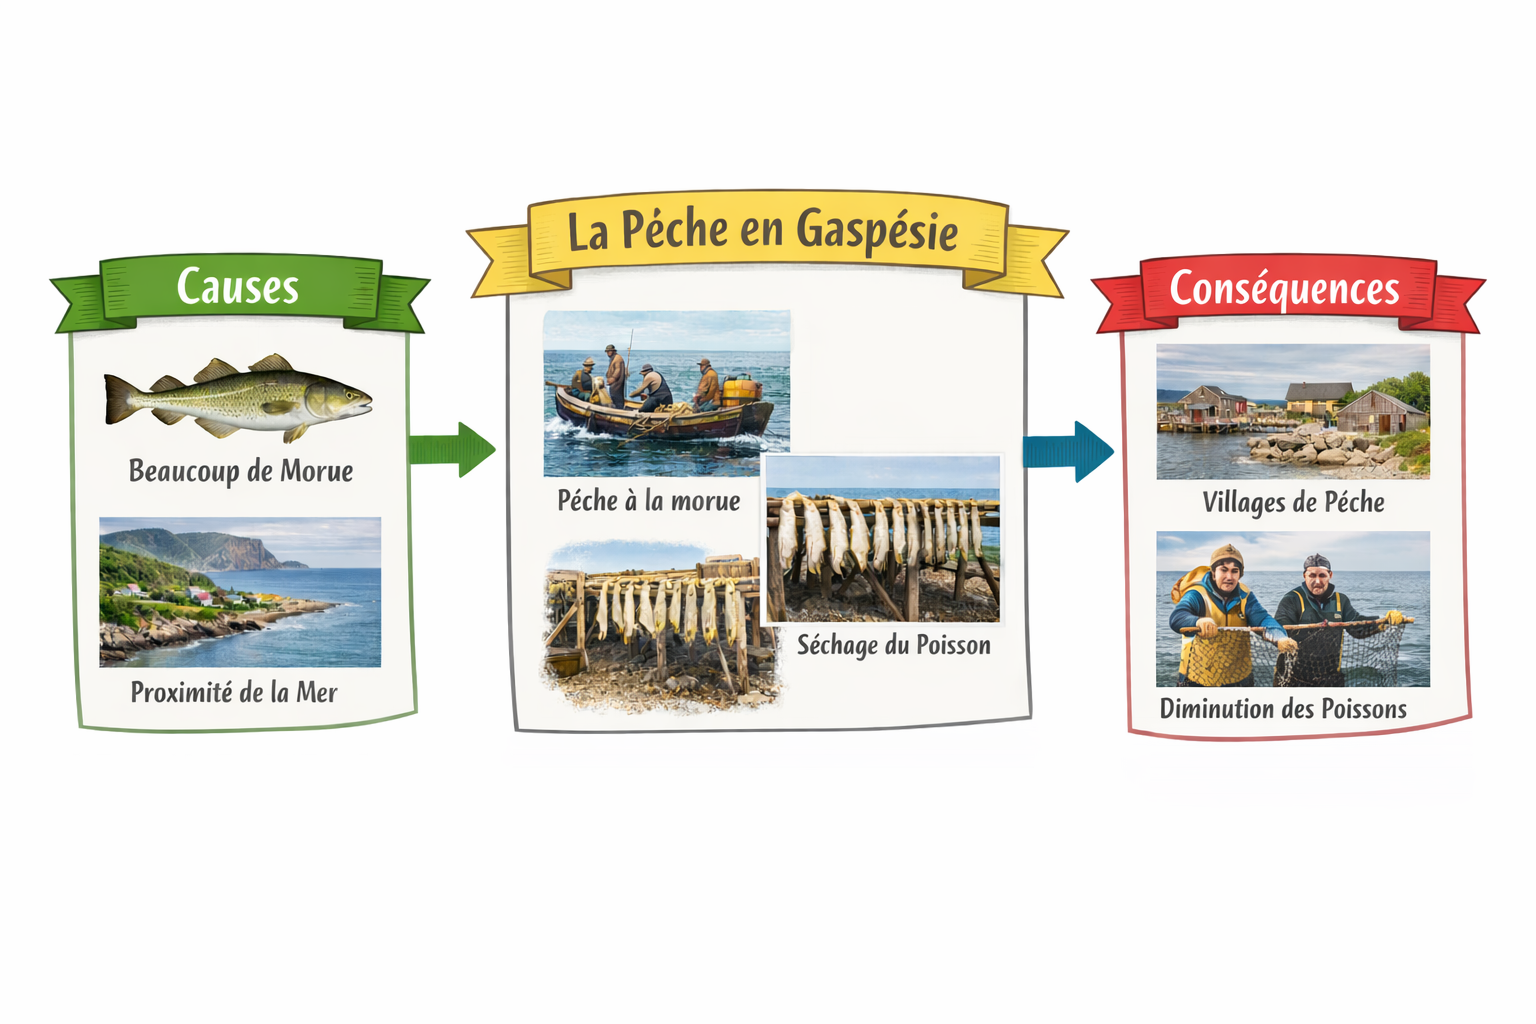 Causes
Beaucoup de Morue
Proximité de la Mer
La Péche en Gaspésie
Péche à la morue
Séchage du Poisson
Conséquences
Villages de Péche
Diminution des Poissons